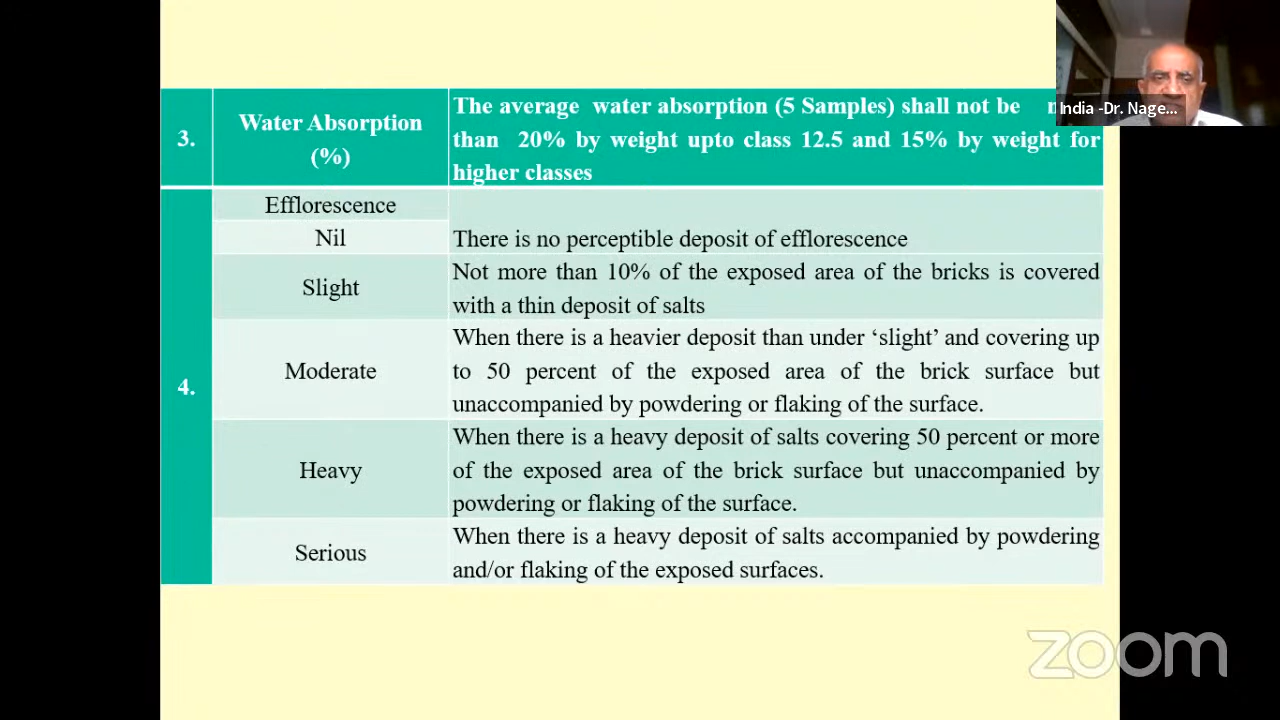 3.
Water Absorption
(%)
The average water absorption (5 Samples) shall not be
than 20% by weight upto class 12.5 and 15% by weight for
higher classes
4.
Efflorescence
Nil
There is no perceptible deposit of efflorescence
Slight
Not more than 10% of the exposed area of the bricks is covered
with a thin deposit of salts
Moderate
When there is a heavier deposit than under ‘slight’ and covering up
to 50 percent of the exposed area of the brick surface but
unaccompanied by powdering or flaking of the surface.
Heavy
When there is a heavy deposit of salts covering 50 percent or more
of the exposed area of the brick surface but unaccompanied by
powdering or flaking of the surface.
Serious
When there is a heavy deposit of salts accompanied by powdering
and/or flaking of the exposed surfaces.
India -Dr. Nage...
zoom